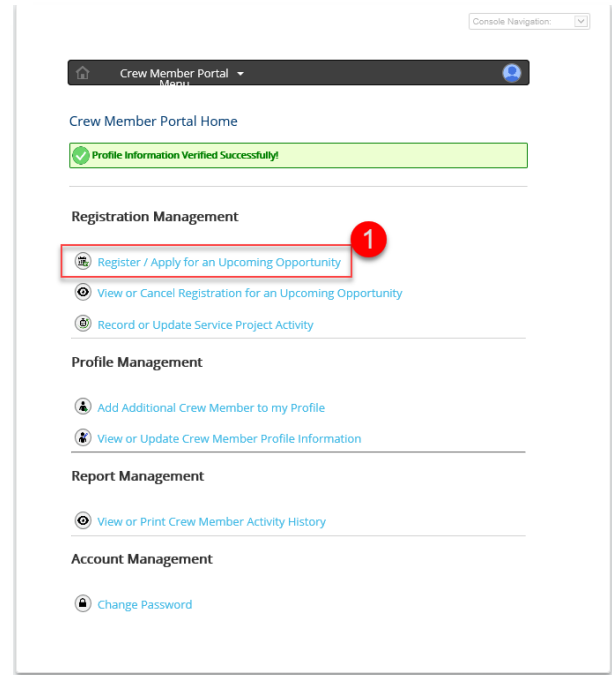 Console Navigation:
Crew Member Portal
Menu
Crew Member Portal Home
Profile Information Verified Successfully!
Registration Management
1
Register / Apply for an Upcoming Opportunity
View or Cancel Registration for an Upcoming Opportunity
Record or Update Service Project Activity
Profile Management
Add Additional Crew Member to my Profile
View or Update Crew Member Profile Information
Report Management
View or Print Crew Member Activity History
Account Management
Change Password